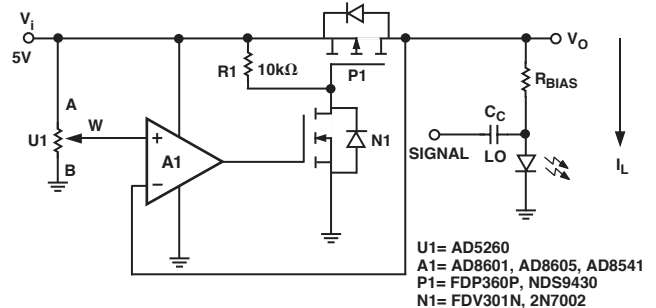 Vi
5V
R1
10kΩ
P1
VO
A
U1
W
B
+
−
A1
N1
RBIAS
CC
SIGNAL
LO
IL
U1= AD5260
A1= AD8601, AD8605, AD8541
P1= FDP360P, NDS9430
N1= FDV301N, 2N7002